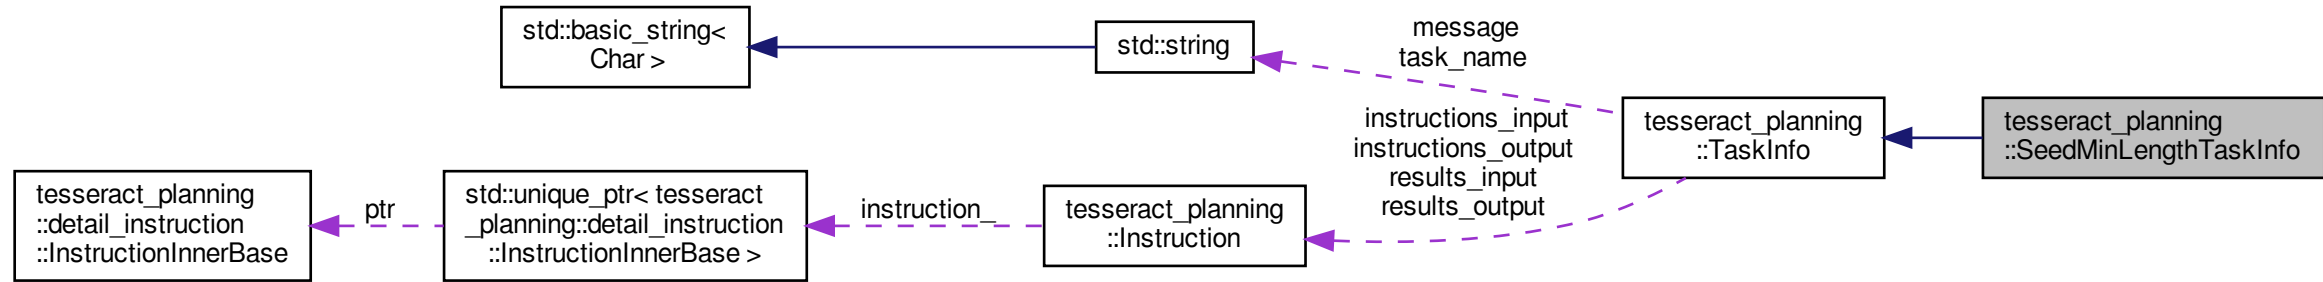 std::basic_string<
Char >
std::string
message
task_name
tesseract_planning
::TaskInfo
tesseract_planning
::SeedMinLengthTaskInfo
instructions_input
instructions_output
results_input
results_output
tesseract_planning
::detail_instruction
::InstructionInnerBase
ptr
std::unique_ptr< tesseract
_planning::detail_instruction
::InstructionInnerBase >
instruction_
tesseract_planning
::Instruction